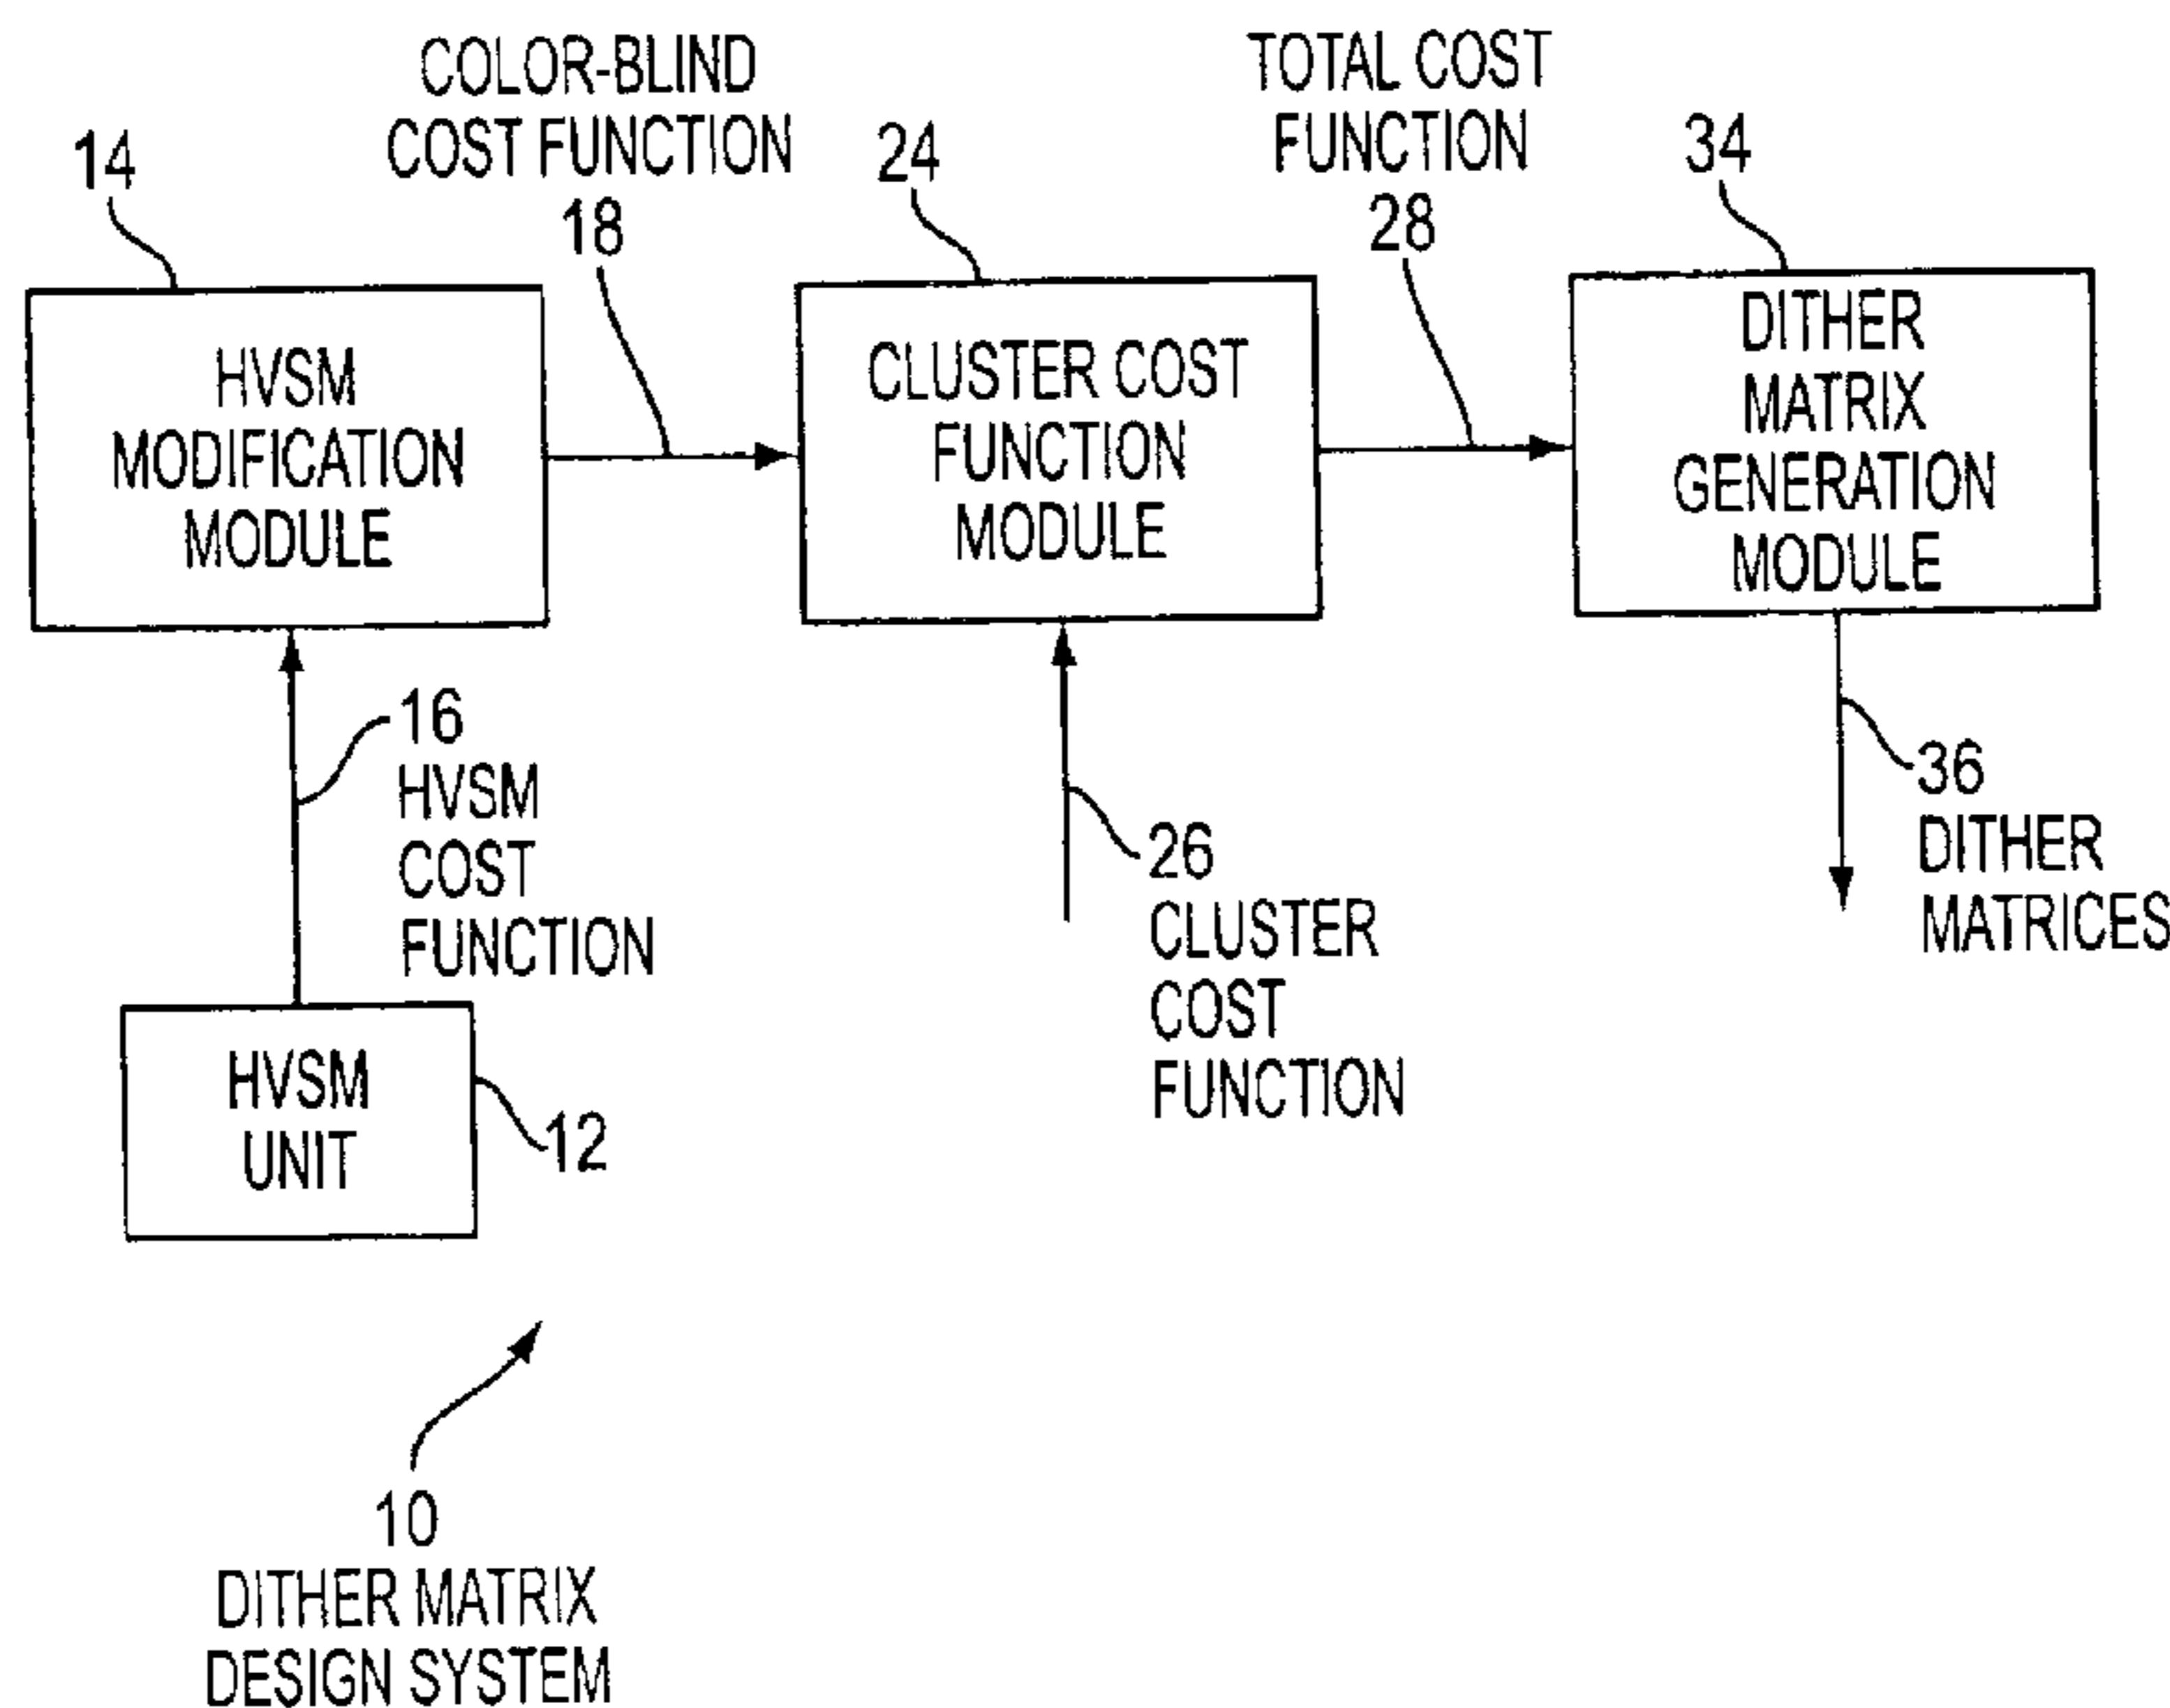 COLOR-BLIND
COST FUNCTION
18
TOTAL COST
FUNCTION
28
14
24
34
HVSM
MODIFICATION
MODULE
CLUSTER COST
FUNCTION
MODULE
DITHER
MATRIX
GENERATION
MODULE
16
HVSM
COST
FUNCTION
26
CLUSTER
COST
FUNCTION
36
DITHER
MATRICES
HVSM
UNIT
12
10
DITHER MATRIX
DESIGN SYSTEM